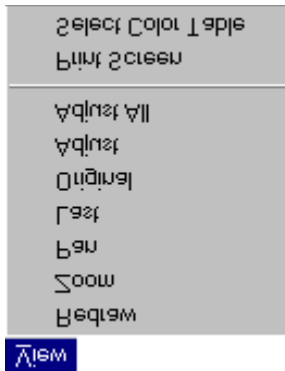 View
Redraw
Zoom
Pan
Last
Original
Adjust
Adjust All
Print Screen
Select Color Table